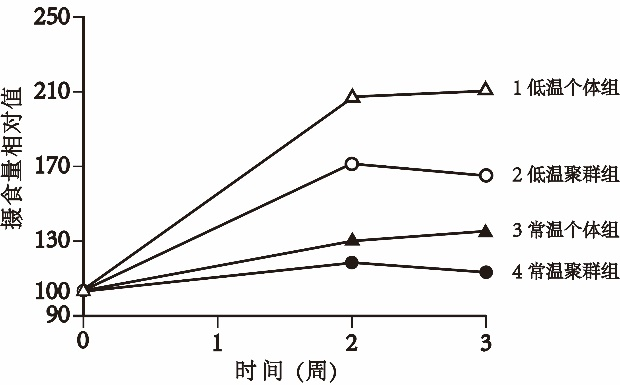 250
210
170
130
100
90
摄食量相对值
1 低温个体组
2 低温聚群组
3 常温个体组
4 常温聚群组
0 1 2 3
时间 (周)